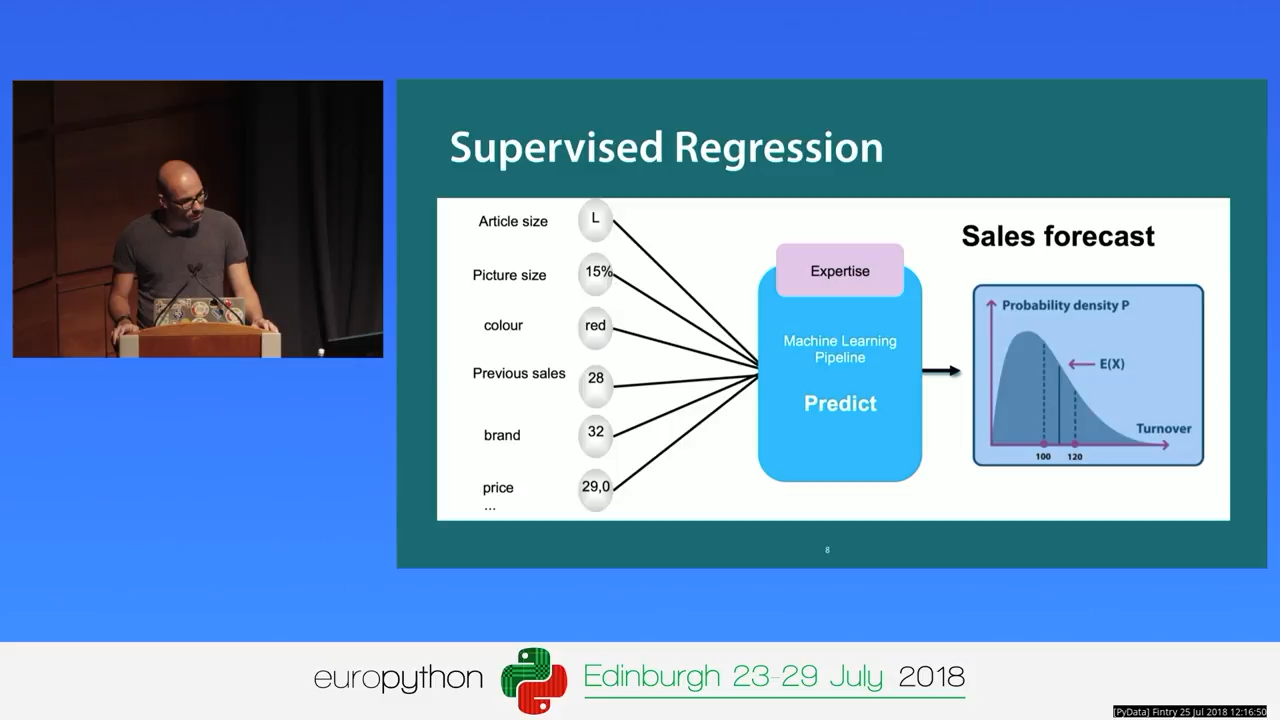 Supervised Regression
Article size
L
Picture size
15%
colour
red
Previous sales
28
brand
32
price
29,0
...
Expertise
Machine Learning
Pipeline
Predict
Sales forecast
Probability density P
E(X)
Turnover
100
120
8
europython
Edinburgh 23-29 July 2018
[PyData] Fintry 25 Jul 2018 12:16:50